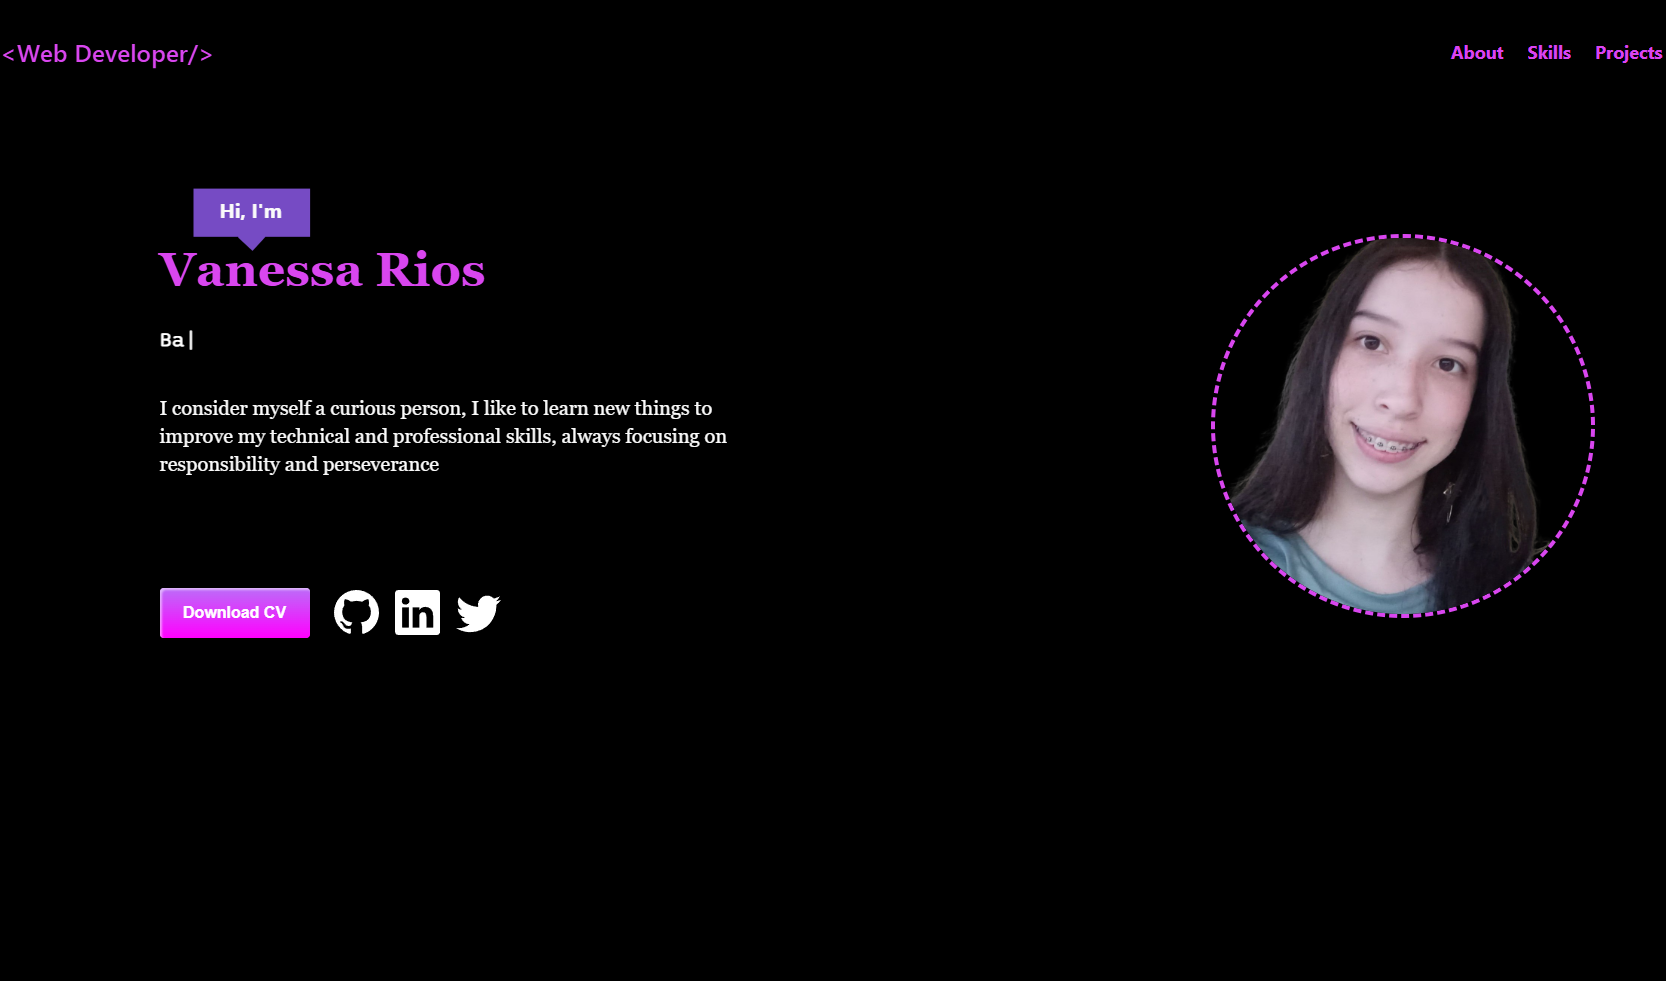 <Web Developer/>
About Skills Projects
Hi, I'm
Vanessa Rios
Ba|
I consider myself a curious person, I like to learn new things to
improve my technical and professional skills, always focusing on
responsibility and perseverance
Download CV
in